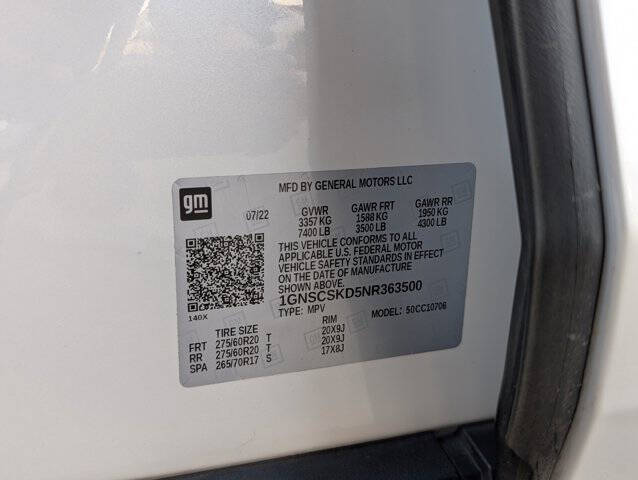 gm
MFD BY GENERAL MOTORS LLC
07/22 GVWR GAWR FRT GAWR RR
3357 KG 1588 KG 1950 KG
7400 LB 3500 LB 4300 LB
THIS VEHICLE CONFORMS TO ALL
APPLICABLE U.S. FEDERAL MOTOR
VEHICLE SAFETY STANDARDS IN EFFECT
ON THE DATE OF MANUFACTURE
1GNSCSKD5NR363500
140X TYPE: MPV MODEL: 50CC10706
TIRE SIZE RIM
FRT 275/60R20 T 20X9J
RR 275/60R20 T 20X9J
SPA 265/70R17 S 17X8J